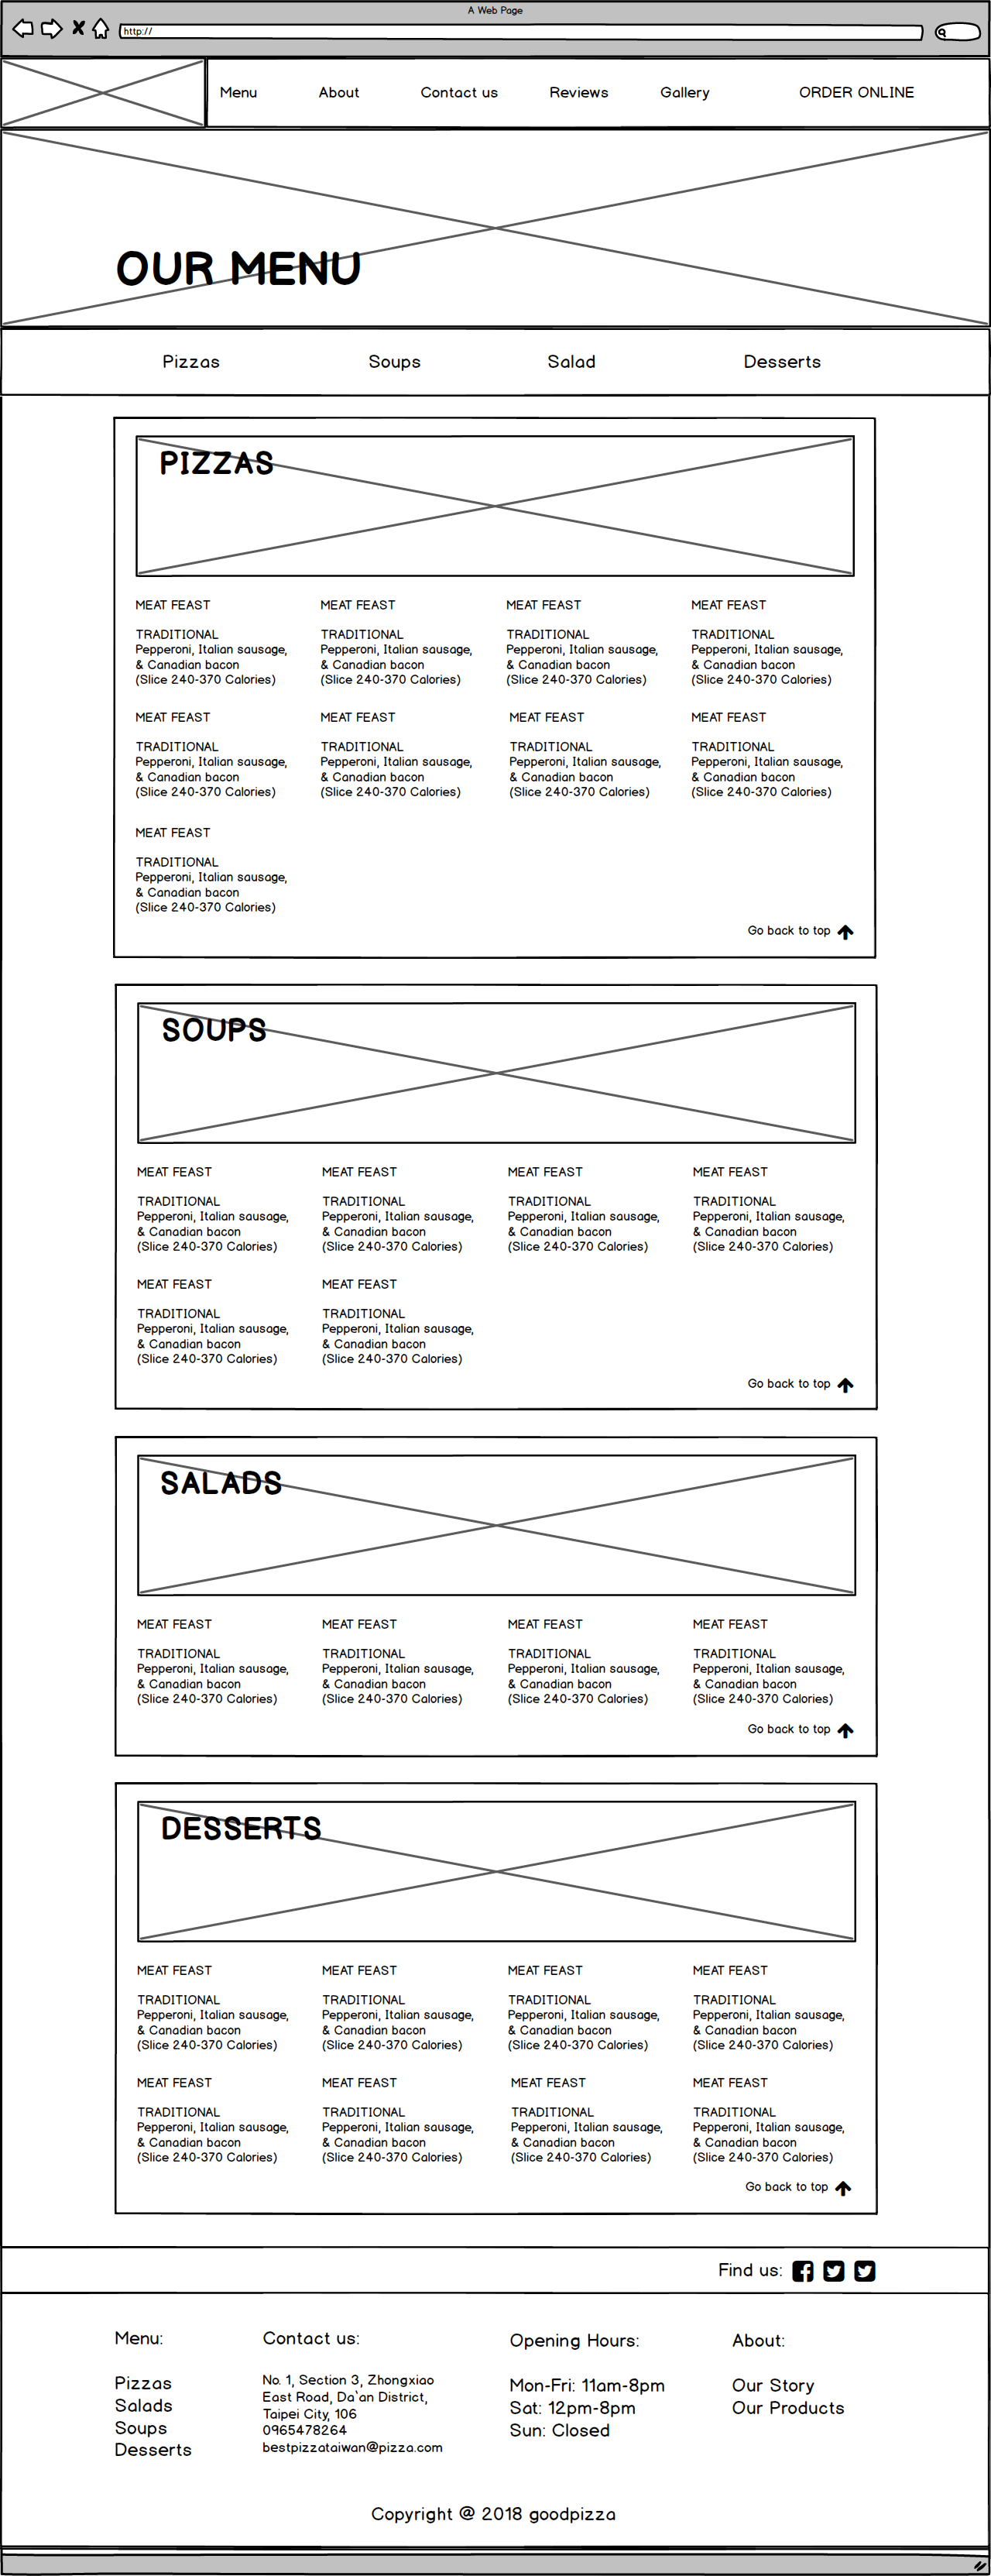 A Web Page
http://
Menu About Contact us Reviews Gallery ORDER ONLINE
OUR MENU
Pizzas Soups Salad Desserts
PIZZAS
MEAT FEAST MEAT FEAST MEAT FEAST MEAT FEAST
TRADITIONAL TRADITIONAL TRADITIONAL TRADITIONAL
Pepperoni, Italian sausage, Pepperoni, Italian sausage, Pepperoni, Italian sausage, Pepperoni, Italian sausage,
& Canadian bacon & Canadian bacon & Canadian bacon & Canadian bacon
(Slice 240-370 Calories) (Slice 240-370 Calories) (Slice 240-370 Calories) (Slice 240-370 Calories)
MEAT FEAST MEAT FEAST MEAT FEAST MEAT FEAST
TRADITIONAL TRADITIONAL TRADITIONAL TRADITIONAL
Pepperoni, Italian sausage, Pepperoni, Italian sausage, Pepperoni, Italian sausage, Pepperoni, Italian sausage,
& Canadian bacon & Canadian bacon & Canadian bacon & Canadian bacon
(Slice 240-370 Calories) (Slice 240-370 Calories) (Slice 240-370 Calories) (Slice 240-370 Calories)
MEAT FEAST
TRADITIONAL
Pepperoni, Italian sausage,
& Canadian bacon
(Slice 240-370 Calories)
Go back to top
SOUPS
MEAT FEAST MEAT FEAST MEAT FEAST MEAT FEAST
TRADITIONAL TRADITIONAL TRADITIONAL TRADITIONAL
Pepperoni, Italian sausage, Pepperoni, Italian sausage, Pepperoni, Italian sausage, Pepperoni, Italian sausage,
& Canadian bacon & Canadian bacon & Canadian bacon & Canadian bacon
(Slice 240-370 Calories) (Slice 240-370 Calories) (Slice 240-370 Calories) (Slice 240-370 Calories)
MEAT FEAST MEAT FEAST
TRADITIONAL TRADITIONAL
Pepperoni, Italian sausage, Pepperoni, Italian sausage,
& Canadian bacon & Canadian bacon
(Slice 240-370 Calories) (Slice 240-370 Calories)
Go back to top
SALADS
MEAT FEAST MEAT FEAST MEAT FEAST MEAT FEAST
TRADITIONAL TRADITIONAL TRADITIONAL TRADITIONAL
Pepperoni, Italian sausage, Pepperoni, Italian sausage, Pepperoni, Italian sausage, Pepperoni, Italian sausage,
& Canadian bacon & Canadian bacon & Canadian bacon & Canadian bacon
(Slice 240-370 Calories) (Slice 240-370 Calories) (Slice 240-370 Calories) (Slice 240-370 Calories)
Go back to top
DESSERTS
MEAT FEAST MEAT FEAST MEAT FEAST MEAT FEAST
TRADITIONAL TRADITIONAL TRADITIONAL TRADITIONAL
Pepperoni, Italian sausage, Pepperoni, Italian sausage, Pepperoni, Italian sausage, Pepperoni, Italian sausage,
& Canadian bacon & Canadian bacon & Canadian bacon & Canadian bacon
(Slice 240-370 Calories) (Slice 240-370 Calories) (Slice 240-370 Calories) (Slice 240-370 Calories)
MEAT FEAST MEAT FEAST MEAT FEAST MEAT FEAST
TRADITIONAL TRADITIONAL TRADITIONAL TRADITIONAL
Pepperoni, Italian sausage, Pepperoni, Italian sausage, Pepperoni, Italian sausage, Pepperoni, Italian sausage,
& Canadian bacon & Canadian bacon & Canadian bacon & Canadian bacon
(Slice 240-370 Calories) (Slice 240-370 Calories) (Slice 240-370 Calories) (Slice 240-370 Calories)
Go back to top
Find us:
Menu:
Pizzas
Salads
Soups
Desserts
Contact us:
No. 1, Section 3, Zhongxiao
East Road, Da`an District,
Taipei City, 106
0965478264
bestpizzataiwan@pizza.com
Opening Hours:
Mon-Fri: 11am-8pm
Sat: 12pm-8pm
Sun: Closed
About:
Our Story
Our Products
Copyright @ 2018 goodpizza